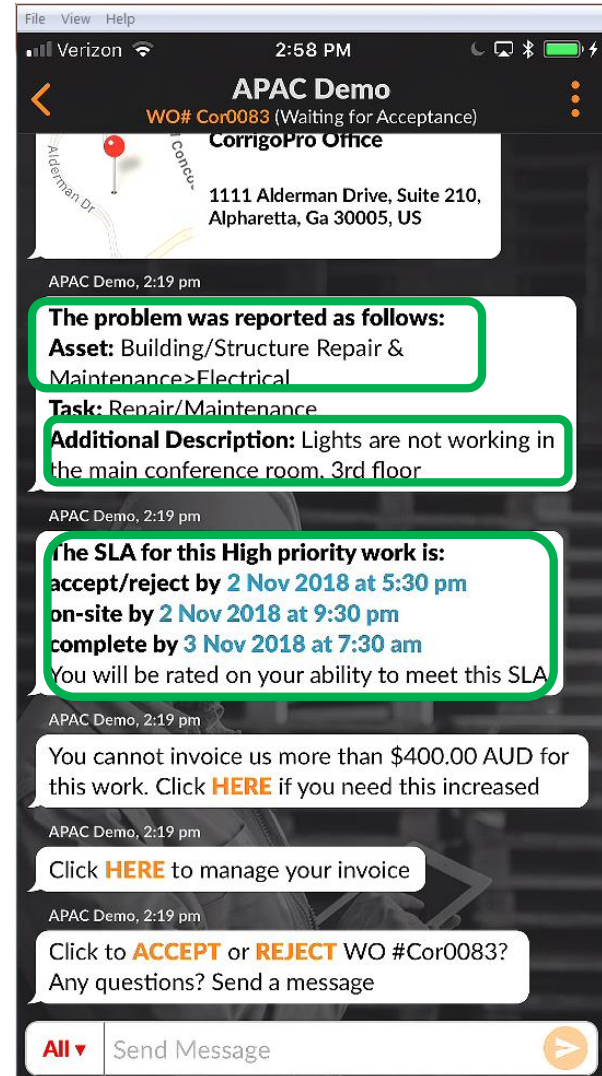 File View Help
Verizon 2:58 PM
APAC Demo
WO# Cor0083 (Waiting for Acceptance)
Alderman Dr
Conco
CorrigoPro Office
1111 Alderman Drive, Suite 210,
Alpharetta, Ga 30005, US
APAC Demo, 2:19 pm
The problem was reported as follows:
Asset: Building/Structure Repair &
Maintenance>Electrical
Task: Repair/Maintenance
Additional Description: Lights are not working in
the main conference room, 3rd floor
APAC Demo, 2:19 pm
The SLA for this High priority work is:
accept/reject by 2 Nov 2018 at 5:30 pm
on-site by 2 Nov 2018 at 9:30 pm
complete by 3 Nov 2018 at 7:30 am
You will be rated on your ability to meet this SLA
APAC Demo, 2:19 pm
You cannot invoice us more than $400.00 AUD for
this work. Click HERE if you need this increased
APAC Demo, 2:19 pm
Click HERE to manage your invoice
APAC Demo, 2:19 pm
Click to ACCEPT or REJECT WO #Cor0083?
Any questions? Send a message
All Send Message